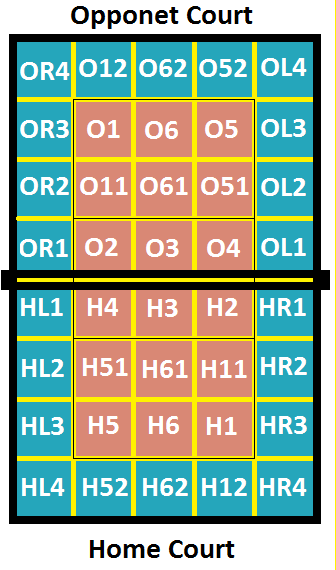 Opponet Court
OR4 O12 O62 O52 OL4
OR3 O1 O6 O5 OL3
OR2 O11 O61 O51 OL2
OR1 O2 O3 O4 OL1
HL1 H4 H3 H2 HR1
HL2 H51 H61 H11 HR2
HL3 H5 H6 H1 HR3
HL4 H52 H62 H12 HR4
Home Court